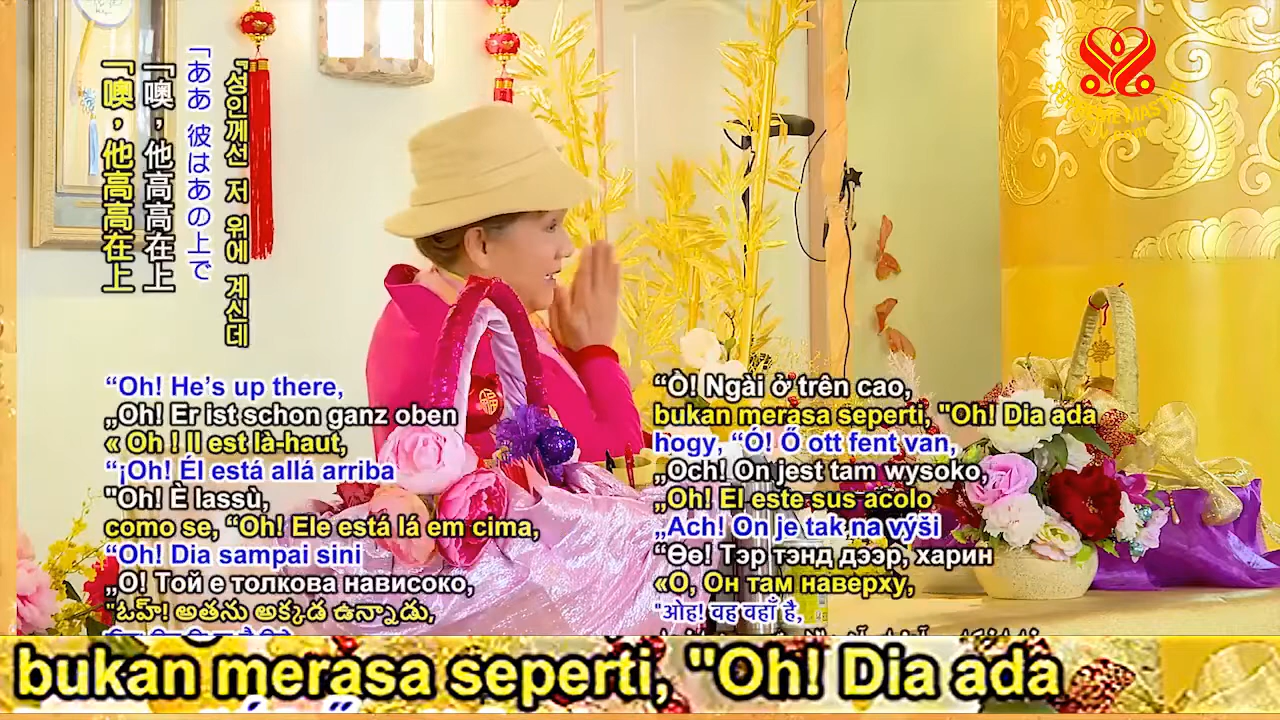 「噢，他高高在上
「噢，他高高在上
「ああ 彼はあの上で
『성인께선 저 위에 계신데
“Oh! He’s up there,
„Oh! Er ist schon ganz oben
« Oh ! Il est là-haut,
“¡Oh! Él está allá arriba
"Oh! È lassù,
como se, “Oh! Ele está lá em cima,
“Oh! Dia sampai sini
„О! Той е толкова нависоко,
"ఓహ్! అతను అక్కడ ఉన్నాడు,
“Ồ! Ngài ở trên cao,
bukan merasa seperti, "Oh! Dia ada
hogy, “Ó! Ő ott fent van,
„Och! On jest tam wysoko,
„Oh! El este sus acolo
„Ach! On je tak na výši
“Өө! Тэр тэнд дээр, харин
«О, Он там наверху,
"ओह! वह वहाँ है,
bukan merasa seperti, "Oh! Dia ada